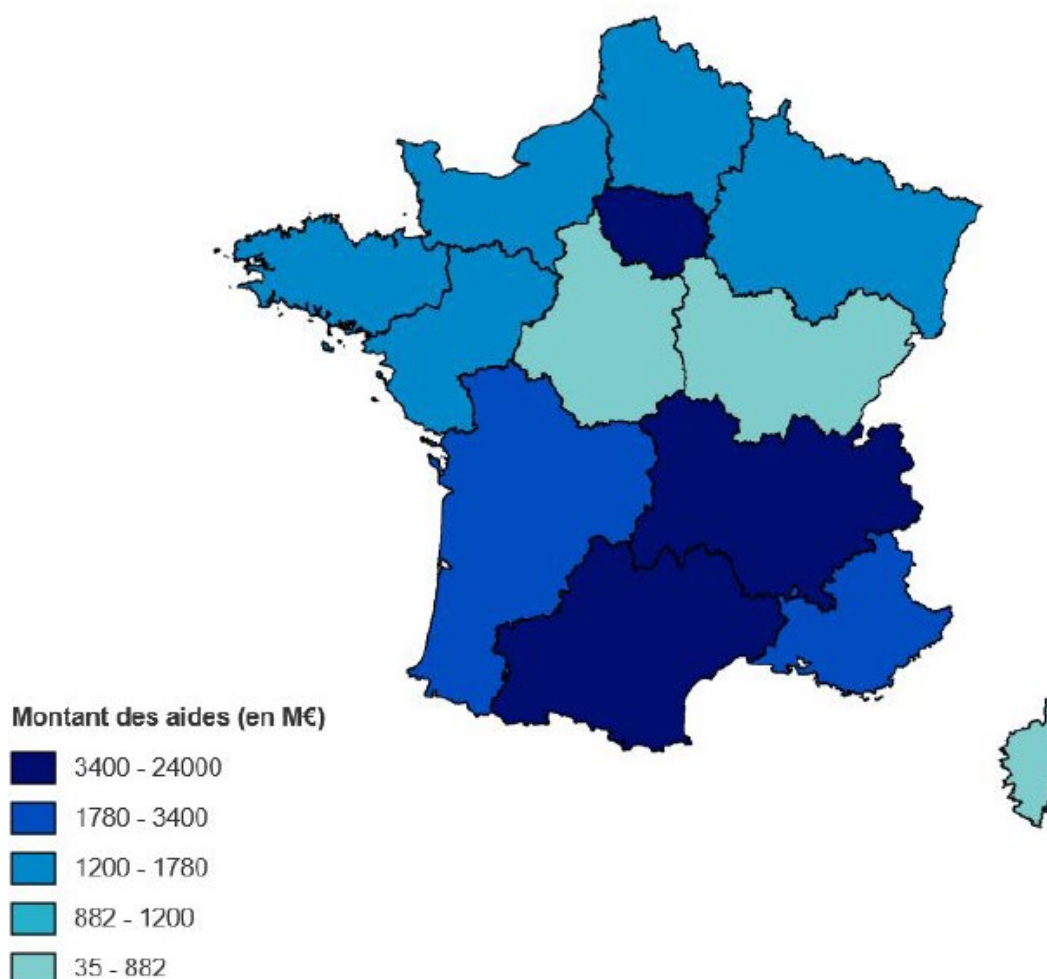 Montant des aides (en M€)
3400 - 24000
1780 - 3400
1200 - 1780
882 - 1200
35 - 882